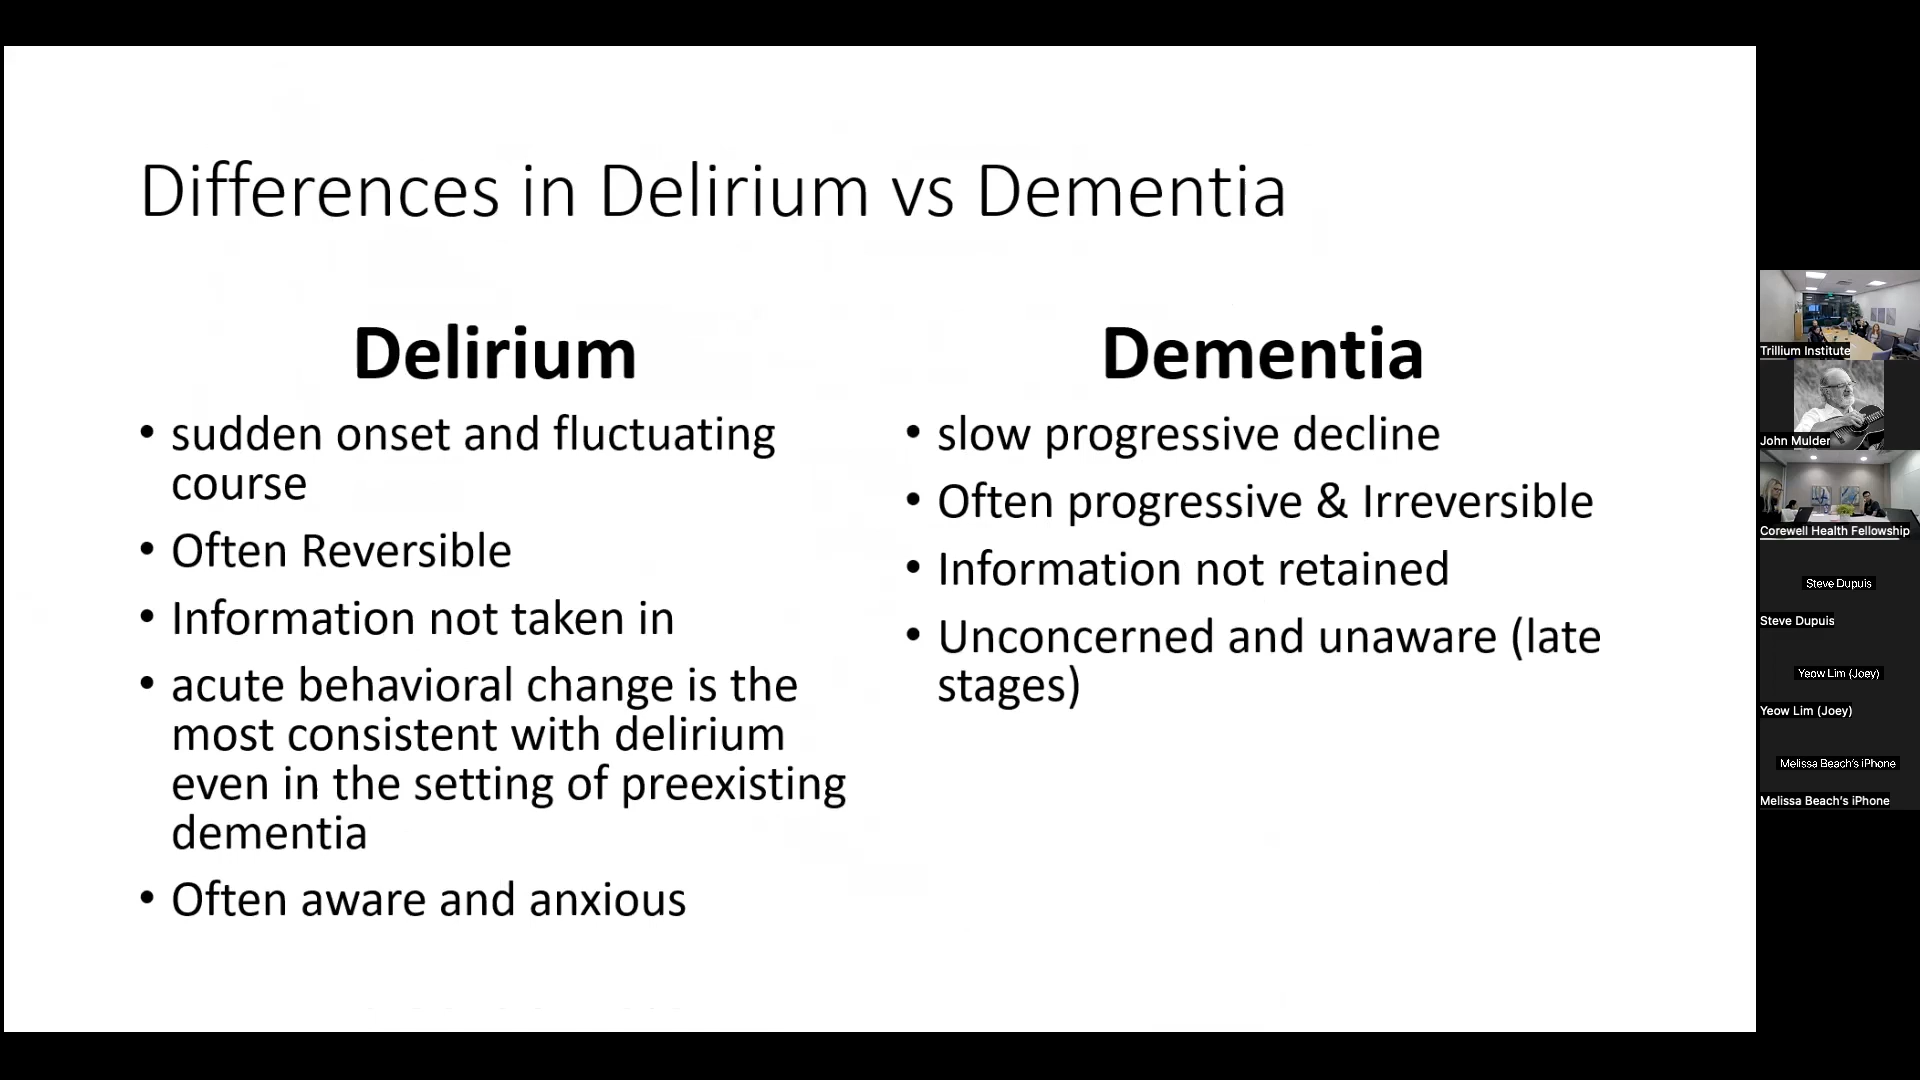 Differences in Delirium vs Dementia
Delirium
• sudden onset and fluctuating
course
• Often Reversible
• Information not taken in
• acute behavioral change is the
most consistent with delirium
even in the setting of preexisting
dementia
• Often aware and anxious
Dementia
• slow progressive decline
• Often progressive & Irreversible
• Information not retained
• Unconcerned and unaware (late
stages)
Trillium Institute
John Mulder
Corewell Health Fellowship
Steve Dupuis
Steve Dupuis
Yeow Lim (Joey)
Yeow Lim (Joey)
Melissa Beach's iPhone
Melissa Beach's iPhone